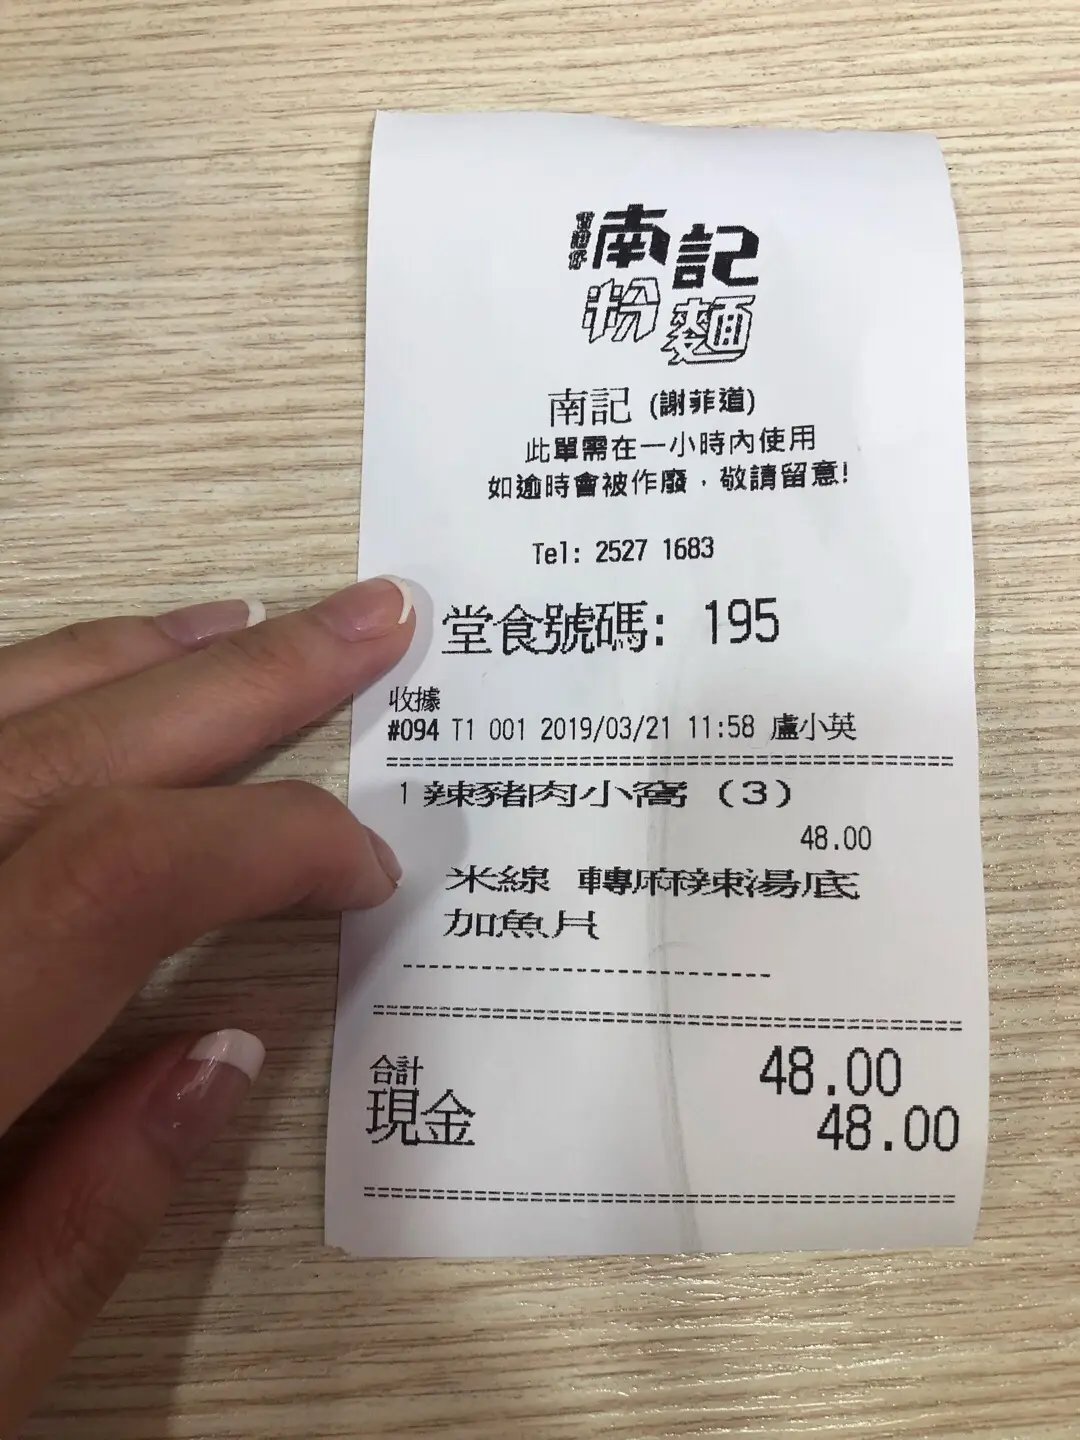 南記
粉麵
南記 (謝菲道)
此單需在一小時內使用
如逾時會被作廢，敬請留意!
Tel: 2527 1683
堂食號碼: 195
收據
#094 T1 001 2019/03/21 11:58 盧小英
1 辣豬肉小窩 (3)
48.00
米線 轉麻辣湯底
加魚片
合計 48.00
現金 48.00